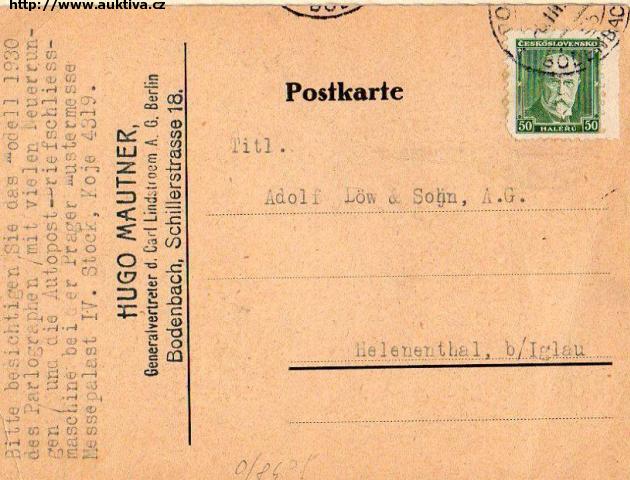 http://www.auktiva.cz
Bitte besichtigen Sie das Modell 1930
des Parlographen /mit vielen Neuerrun-
gen/ und die Autopost-Briefschliess-
maschine bei der Prager Mustermesse
Messepalast IV. Stock, Koje 4319.
HUGO MAUTNER,
Generalvertreter d. Carl Lindstroem A. G. Berlin
Bodenbach, Schillerstrasse 18.
Postkarte
ČESKOSLOVENSKO
50 HALÉŘŮ 50
Titl.
Adolf Löw & Sohn, A.G.
Helenenthal, b/Iglau